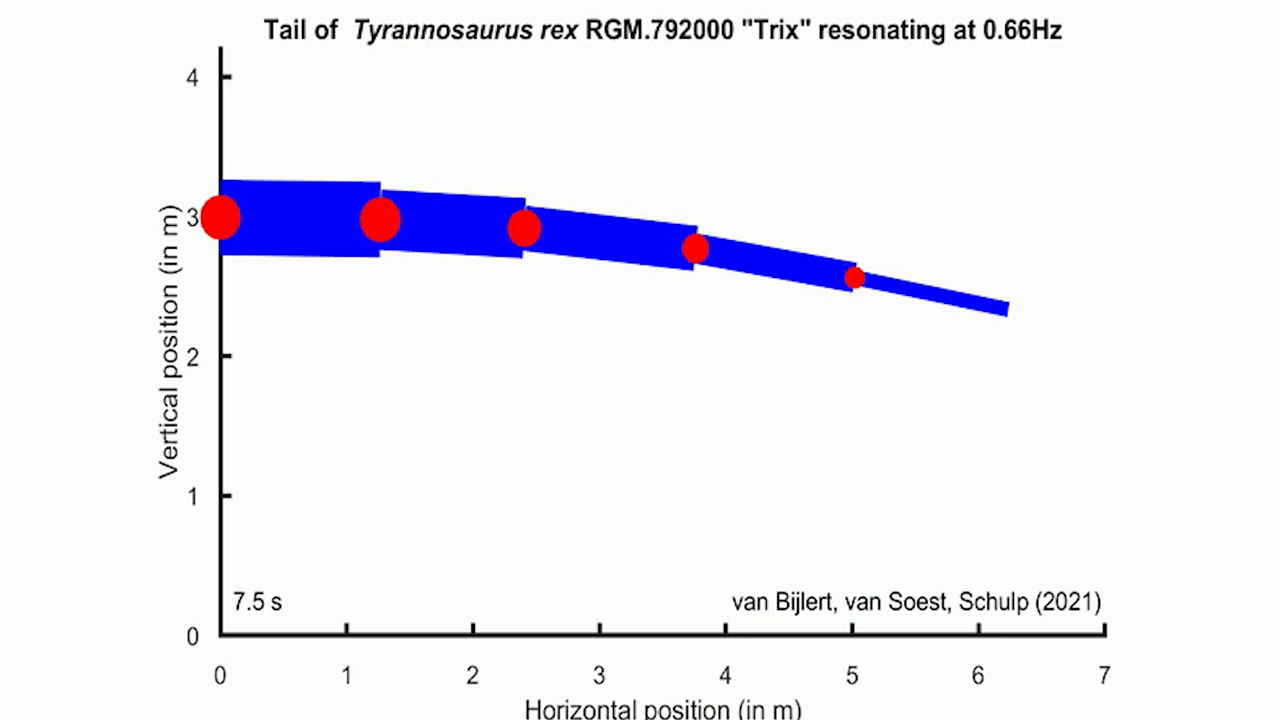 Tail of Tyrannosaurus rex RGM.792000 "Trix" resonating at 0.66Hz
4
3
2
1
0
Vertical position (in m)
7.5 s
van Bijlert, van Soest, Schulp (2021)
0 1 2 3 4 5 6 7
Horizontal position (in m)